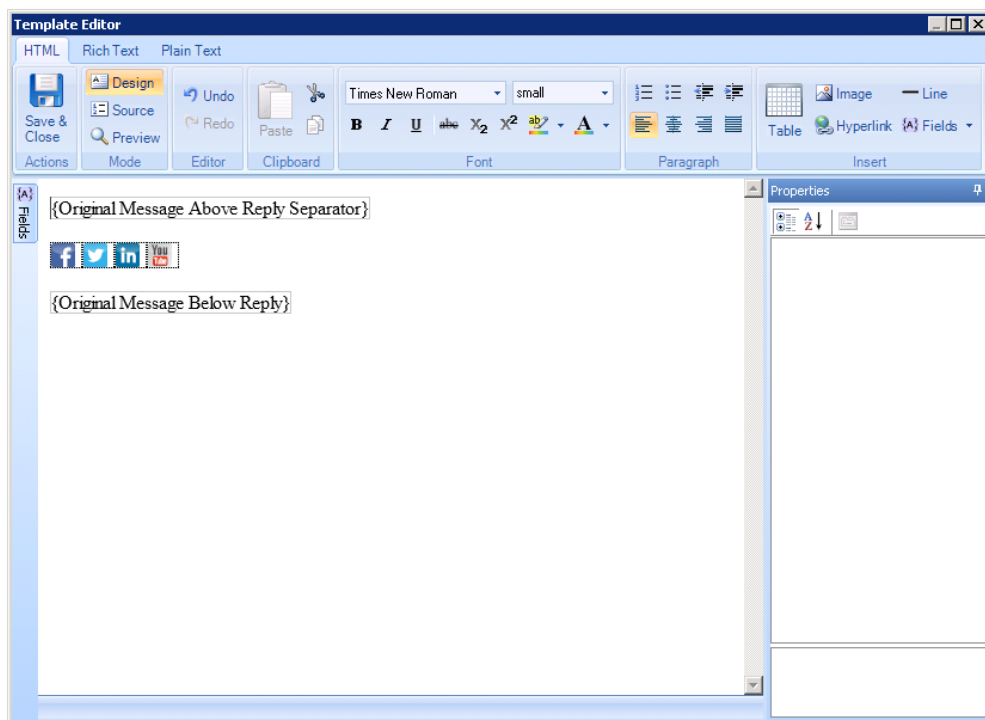 Template Editor
HTML Rich Text Plain Text
Save & Close
Design
Source
Preview
Undo
Redo
Paste
Times New Roman small
B I U abc X2 X2 ab A
Table
Image Line
Hyperlink {A} Fields
Actions Mode Editor Clipboard Font Paragraph Insert
{A} Fields
{Original Message Above Reply Separator}
f in You Tube
{Original Message Below Reply}
Properties
A Z